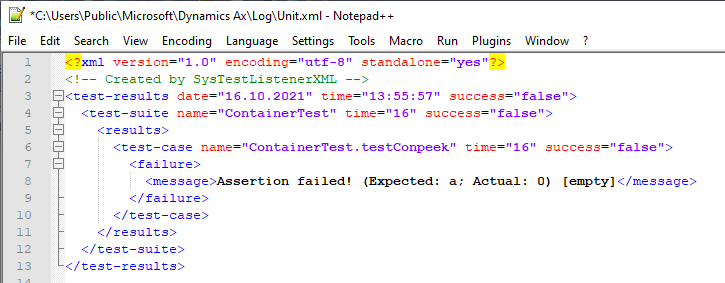 *C:\Users\Public\Microsoft\Dynamics Ax\Log\Unit.xml - Notepad++
File Edit Search View Encoding Language Settings Tools Macro Run Plugins Window ?
1 <?xml version="1.0" encoding="utf-8" standalone="yes"?>
2 <!-- Created by SysTestListenerXML -->
3 <test-results date="16.10.2021" time="13:55:57" success="false">
4 <test-suite name="ContainerTest" time="16" success="false">
5 <results>
6 <test-case name="ContainerTest.testConpeek" time="16" success="false">
7 <failure>
8 <message>Assertion failed! (Expected: a; Actual: 0) [empty]</message>
9 </failure>
10 </test-case>
11 </results>
12 </test-suite>
13 </test-results>
14